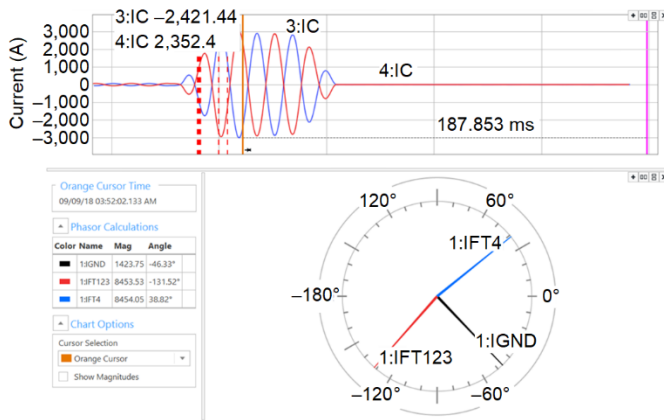 3:IC −2,421.44
4:IC 2,352.4
3:IC
4:IC
187.853 ms
Current (A)
3,000
2,000
1,000
0
−1,000
−2,000
−3,000
Orange Cursor Time
09/09/18 03:52:02.133 AM
Phasor Calculations
Color Name Mag Angle
1:IGND 1423.75 -46.33°
1:IFT123 8453.53 -131.52°
1:IFT4 8454.05 38.82°
Chart Options
Cursor Selection
Orange Cursor
Show Magnitudes
120°
60°
1:IFT4
−180°
0°
1:IFT123
1:IGND
−120°
−60°